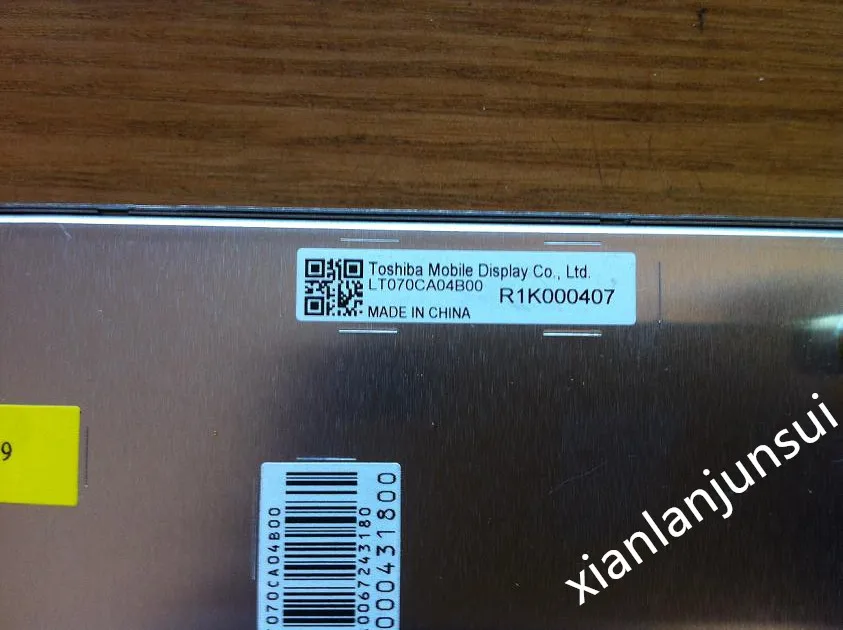 Toshiba Mobile Display Co., Ltd.
LT070CA04B00
R1K000407
MADE IN CHINA
9
070CA04B00
0067243180
000431800
xianlanjunsui